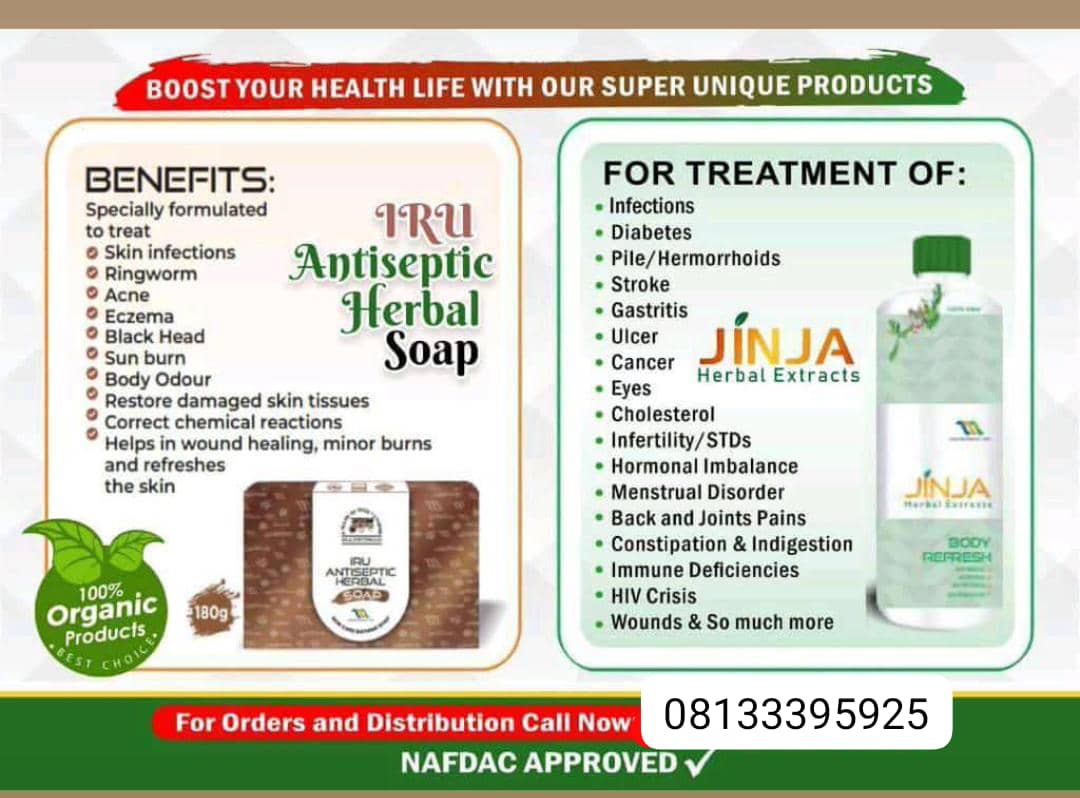 BOOST YOUR HEALTH LIFE WITH OUR SUPER UNIQUE PRODUCTS
BENEFITS:
Specially formulated
to treat
Skin infections
Ringworm
Acne
Eczema
Black Head
Sun burn
Body Odour
Restore damaged skin tissues
Correct chemical reactions
Helps in wound healing, minor burns
and refreshes
the skin
IRU
Antiseptic
Herbal
Soap
IRU
ANTISEPTIC
HERBAL
SOAP
180g
100%
Organic
Products
BEST CHOICE
FOR TREATMENT OF:
• Infections
• Diabetes
• Pile/Hermorrhoids
• Stroke
• Gastritis
• Ulcer
• Cancer
• Eyes
• Cholesterol
• Infertility/STDs
• Hormonal Imbalance
• Menstrual Disorder
• Back and Joints Pains
• Constipation & Indigestion
• Immune Deficiencies
• HIV Crisis
• Wounds & So much more
JINJA
Herbal Extracts
JINJA
Herbal Extracts
BODY
REFRESH
For Orders and Distribution Call Now
08133395925
NAFDAC APPROVED ✓